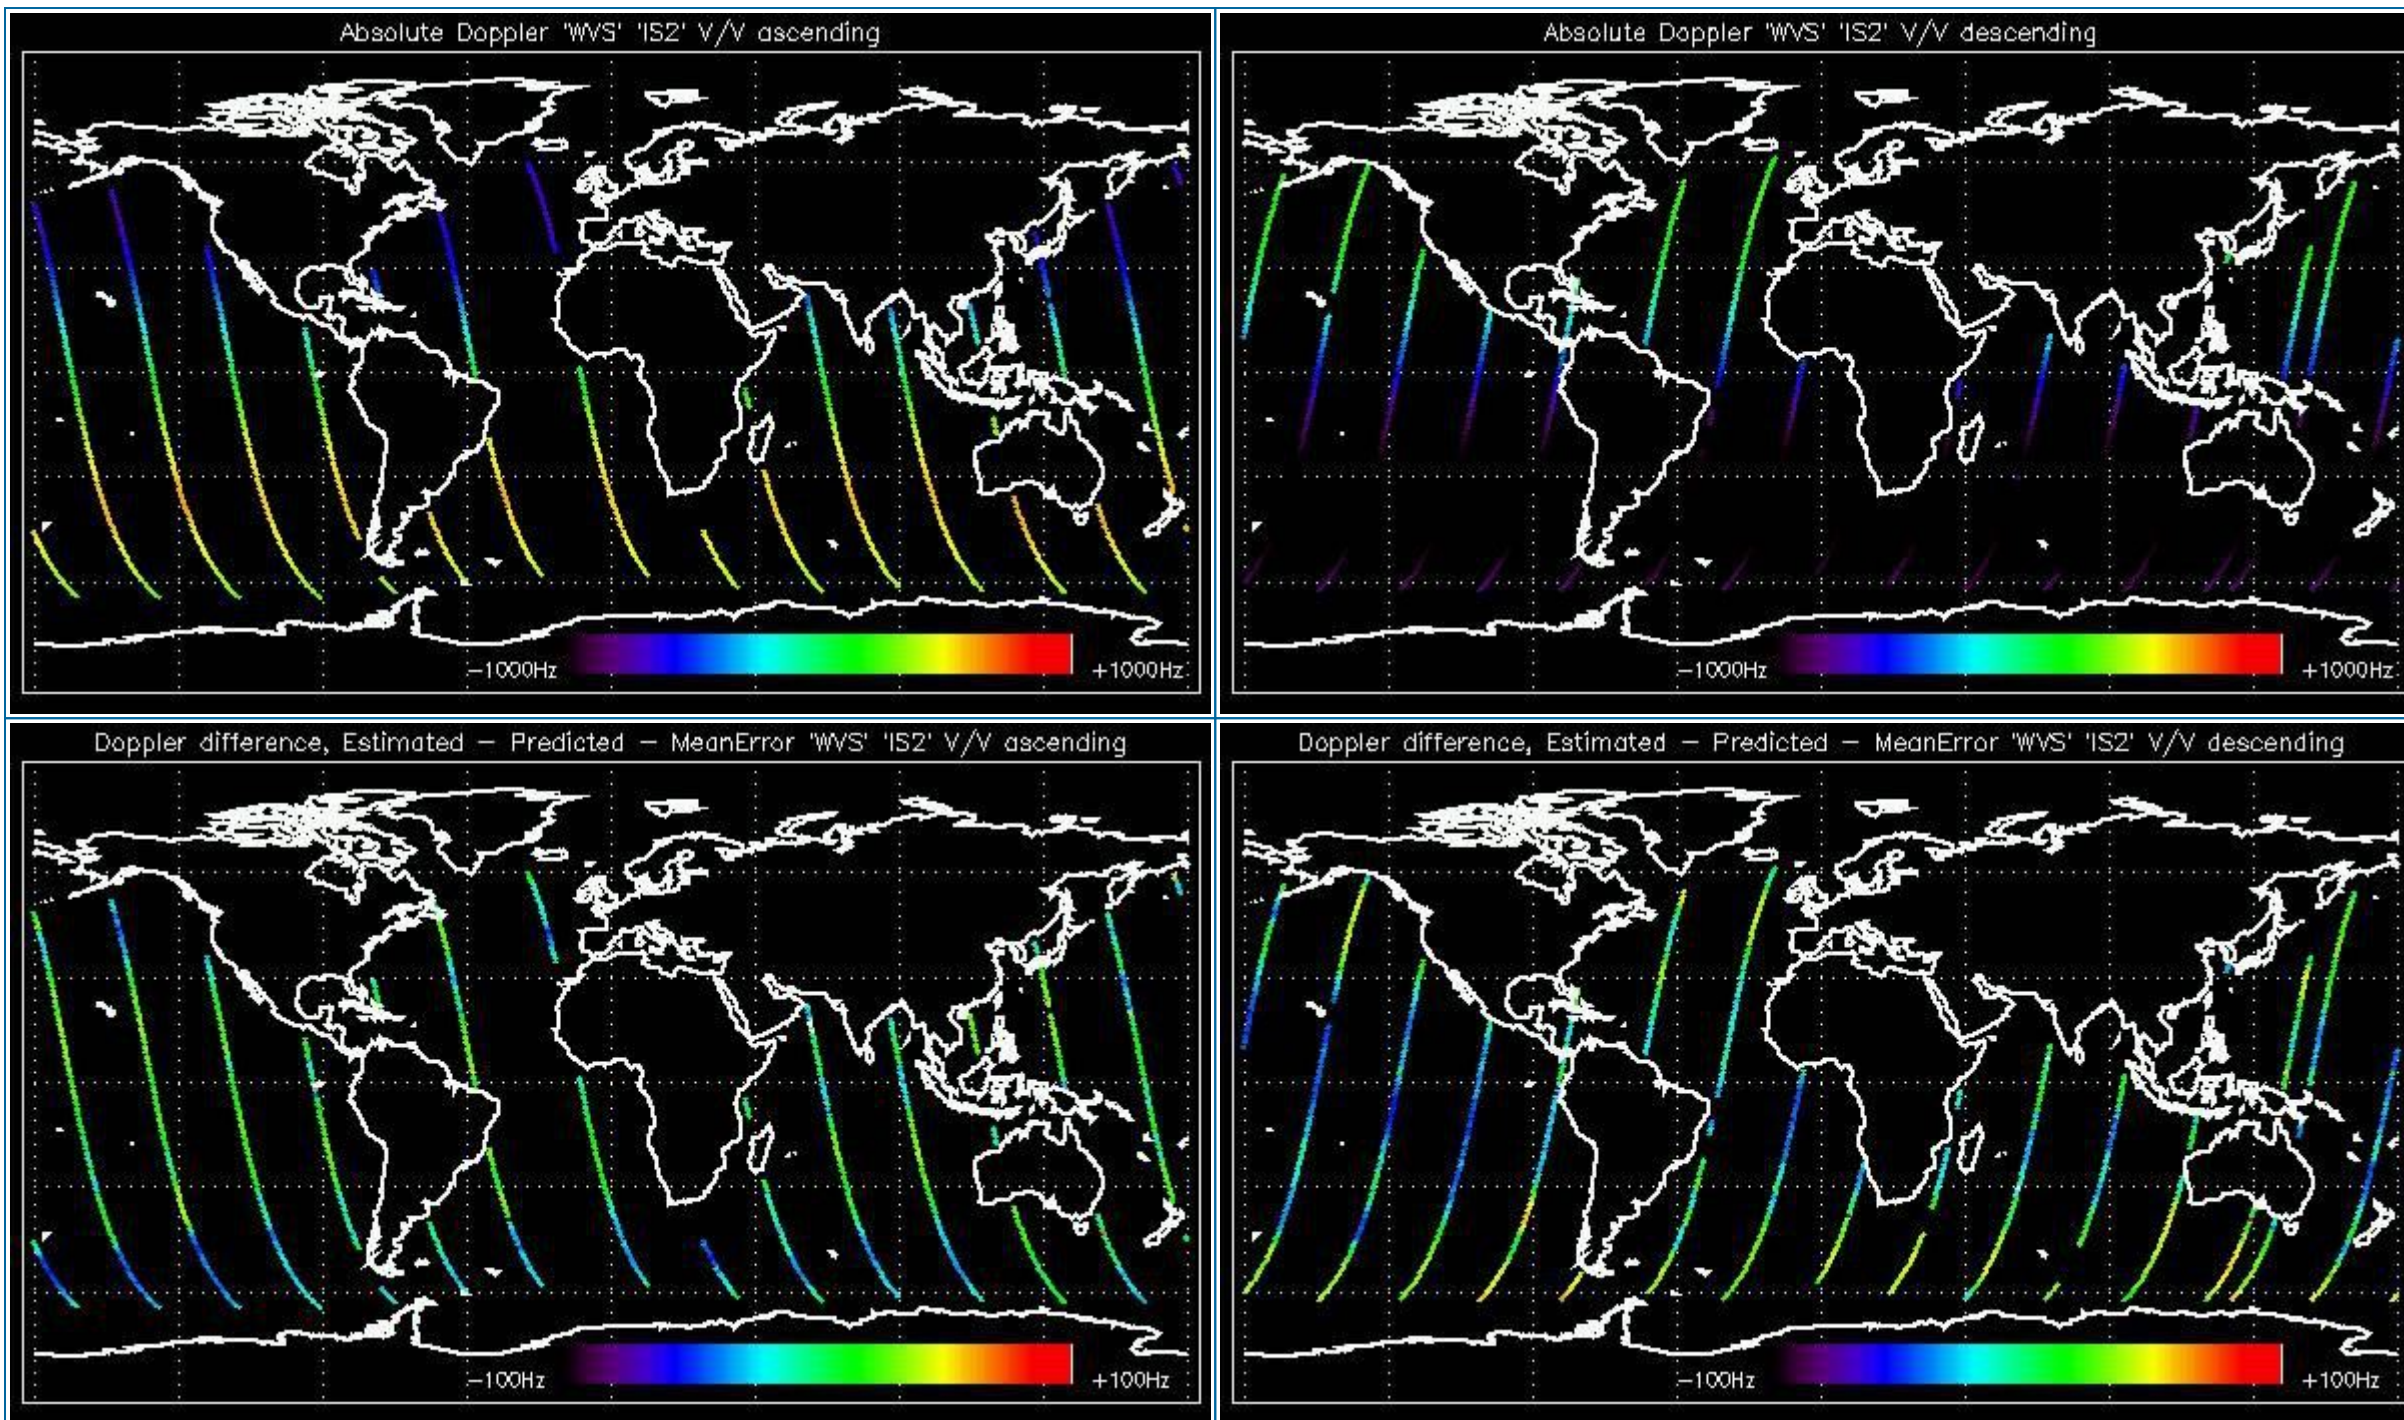 Absolute Doppler 'WVS' 'IS2' V/V ascending
-1000Hz +1000Hz
Absolute Doppler 'WVS' 'IS2' V/V descending
-1000Hz +1000Hz
Doppler difference, Estimated - Predicted - MeanError 'WVS' 'IS2' V/V ascending
-100Hz +100Hz
Doppler difference, Estimated - Predicted - MeanError 'WVS' 'IS2' V/V descending
-100Hz +100Hz